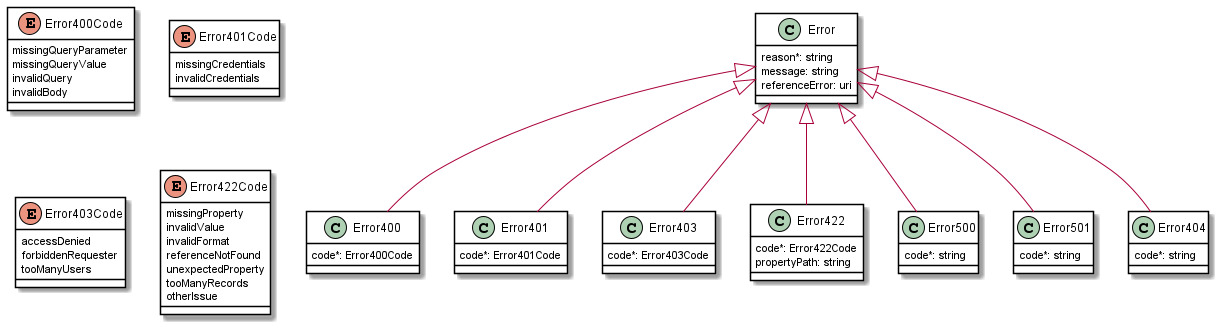 E Error400Code
missingQueryParameter
missingQueryValue
invalidQuery
invalidBody
E Error401Code
missingCredentials
invalidCredentials
C Error
reason*: string
message: string
referenceError: uri
E Error403Code
accessDenied
forbiddenRequester
tooManyUsers
E Error422Code
missingProperty
invalidValue
invalidFormat
referenceNotFound
unexpectedProperty
tooManyRecords
otherIssue
C Error400
code*: Error400Code
C Error401
code*: Error401Code
C Error403
code*: Error403Code
C Error422
code*: Error422Code
propertyPath: string
C Error500
code*: string
C Error501
code*: string
C Error404
code*: string